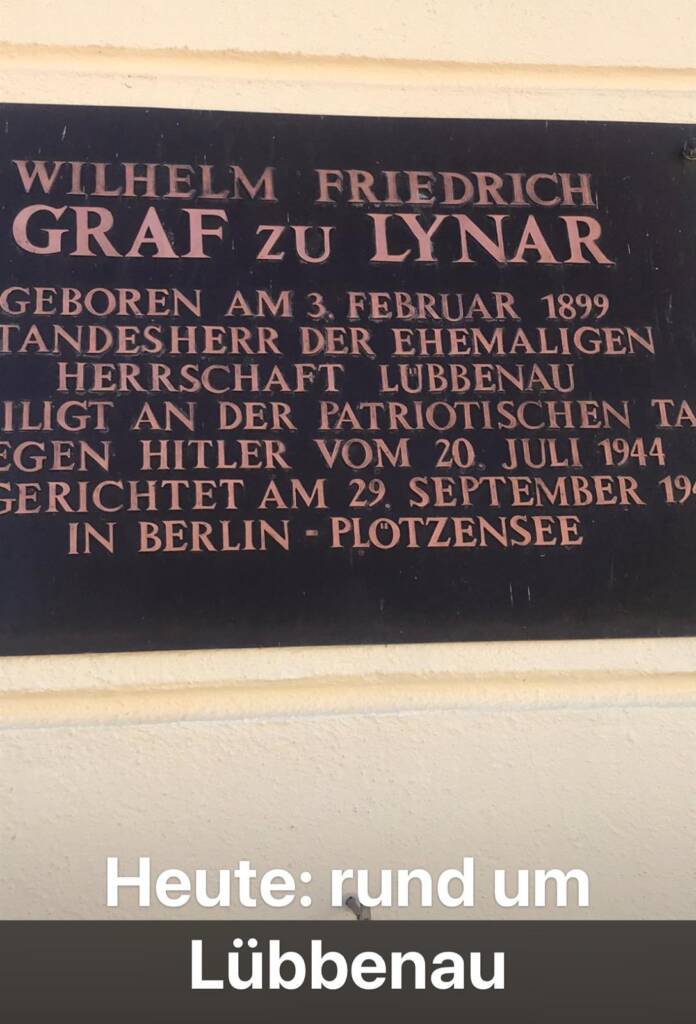 WILHELM FRIEDRICH
GRAF ZU LYNAR
GEBOREN AM 3. FEBRUAR 1899
TANDESHERR DER EHEMALIGEN
HERRSCHAFT LÜBBENAU
ILIGT AN DER PATRIOTISCHEN TA
EGEN HITLER VOM 20. JULI 1944
GERICHTET AM 29. SEPTEMBER 194
IN BERLIN - PLÖTZENSEE
Heute: rund um
Lübbenau